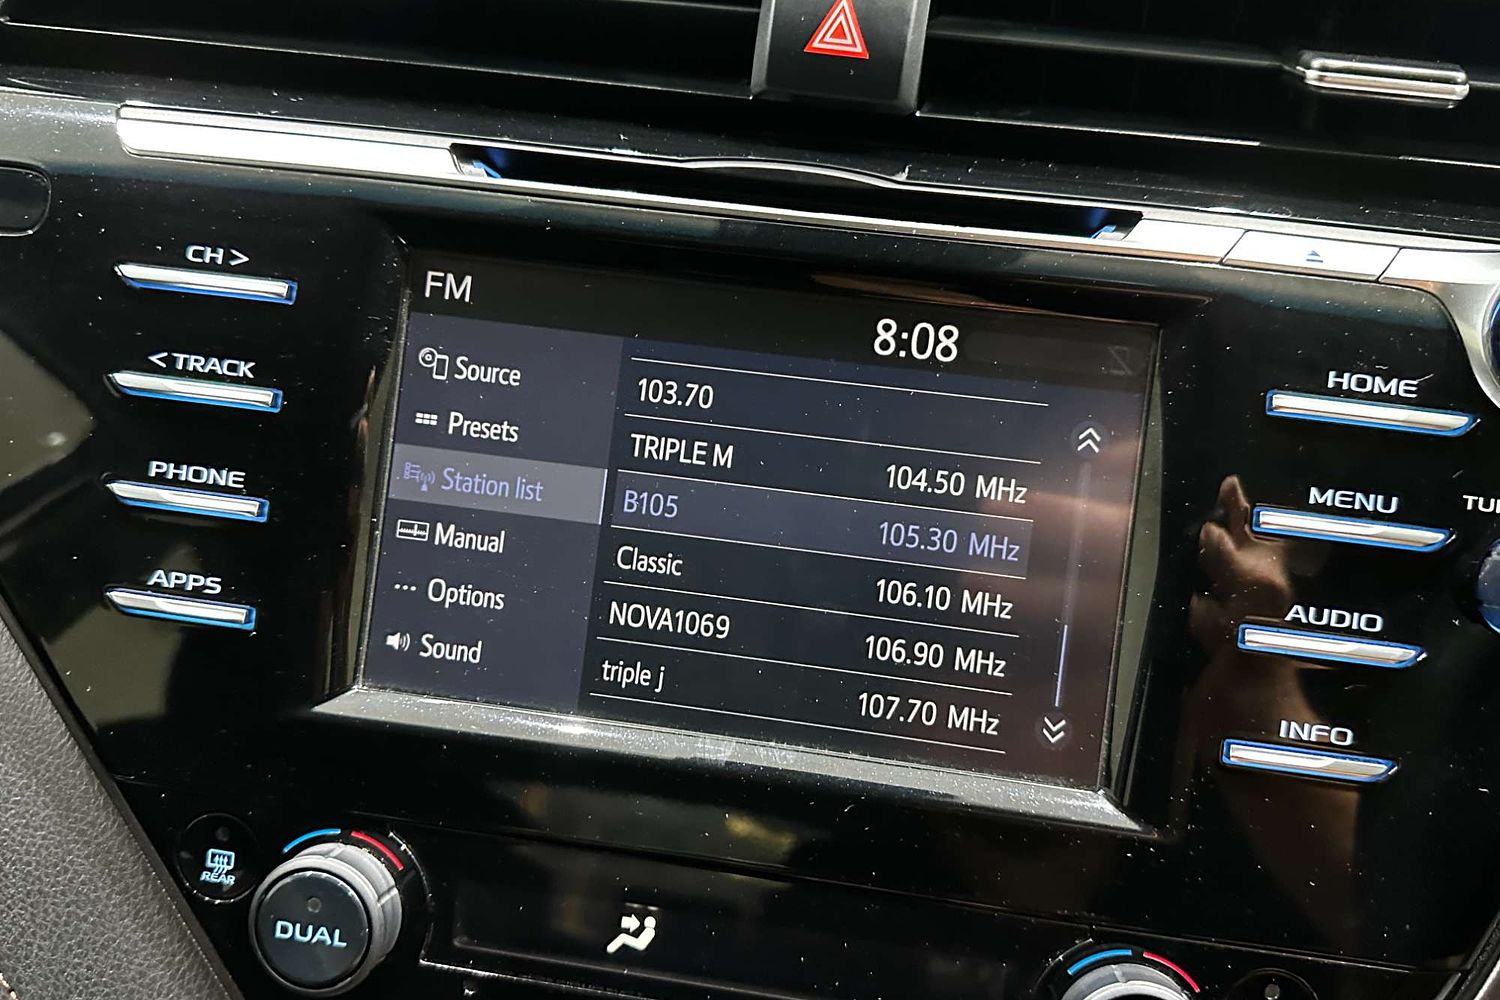 CH >
< TRACK
PHONE
APPS
FM
8:08
Source
Presets
Station list
Manual
Options
Sound
103.70
TRIPLE M 104.50 MHz
B105 105.30 MHz
Classic 106.10 MHz
NOVA1069 106.90 MHz
triple j 107.70 MHz
HOME
MENU
AUDIO
INFO
REAR
DUAL